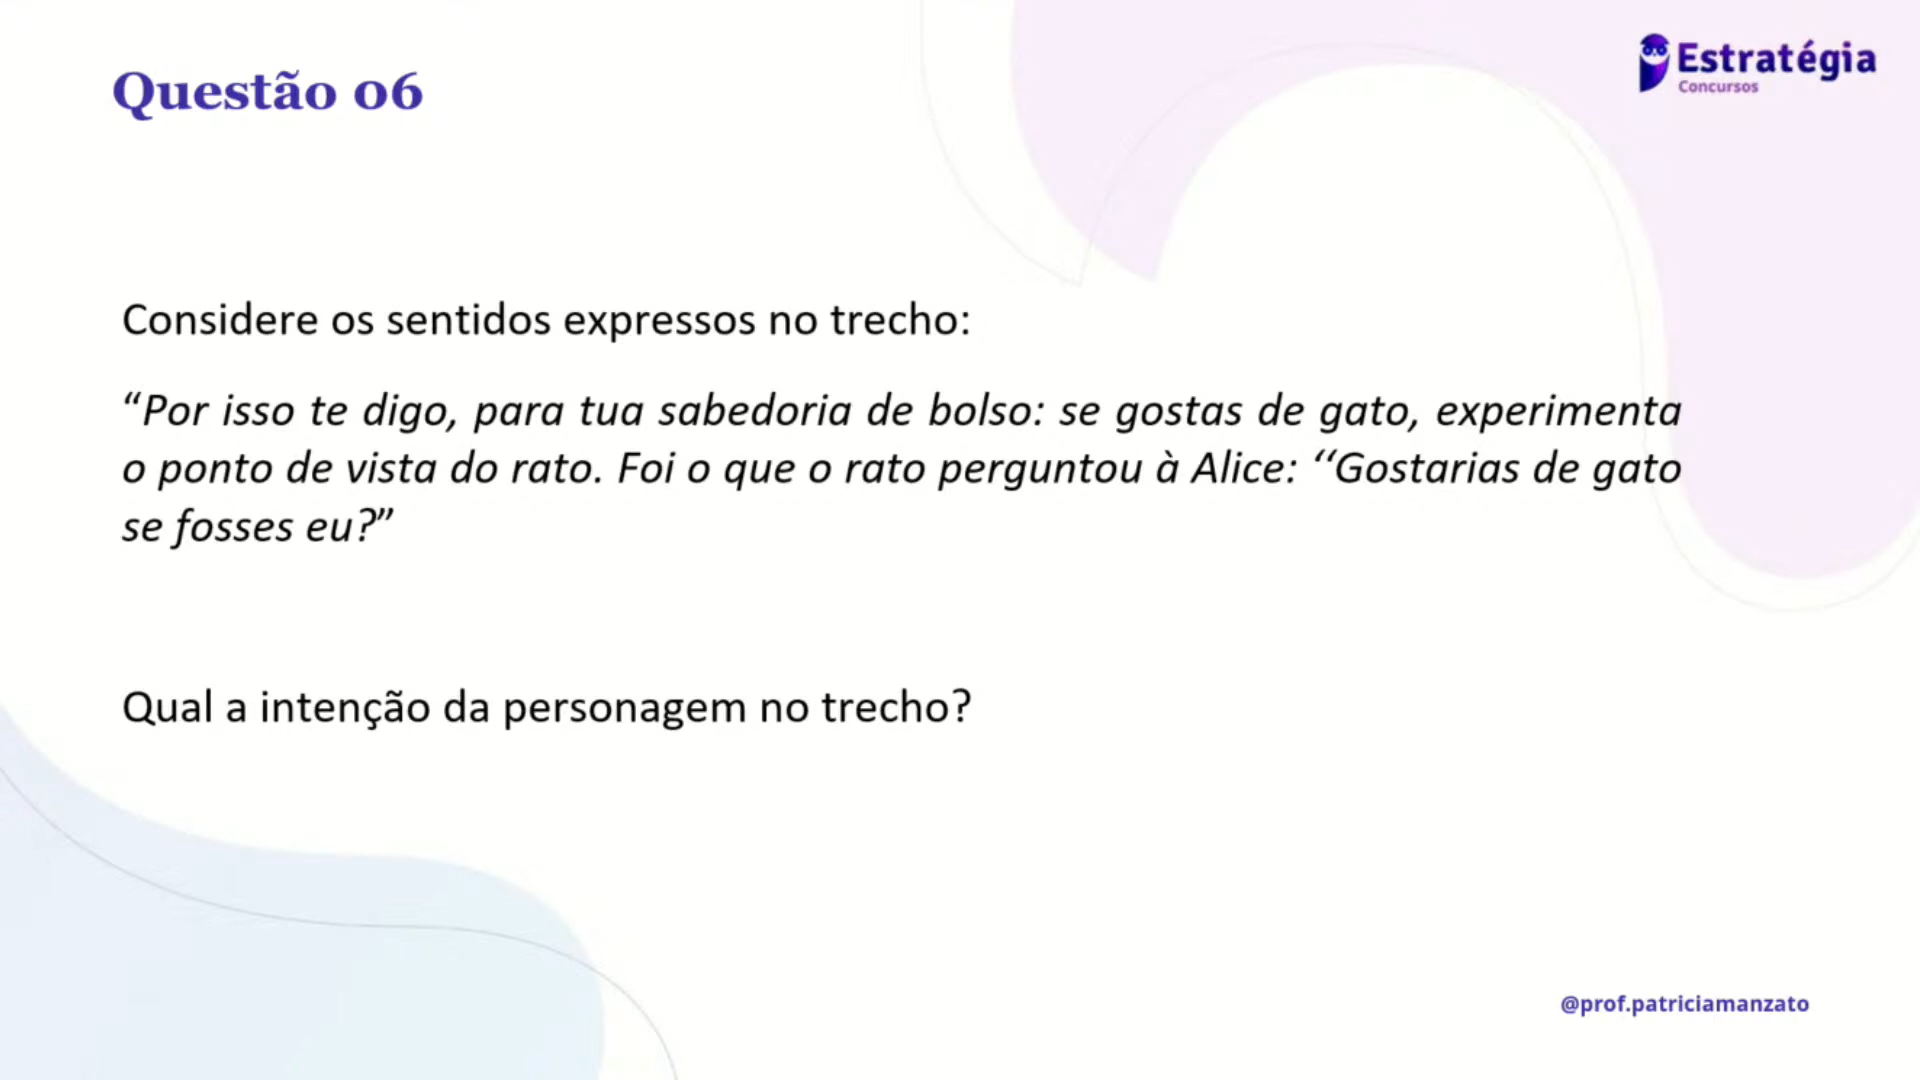 Questão 06
Estratégia
Concursos
Considere os sentidos expressos no trecho:
“Por isso te digo, para tua sabedoria de bolso: se gostas de gato, experimenta
o ponto de vista do rato. Foi o que o rato perguntou à Alice: ‘‘Gostarias de gato
se fosses eu?”
Qual a intenção da personagem no trecho?
@prof.patriciamanzato